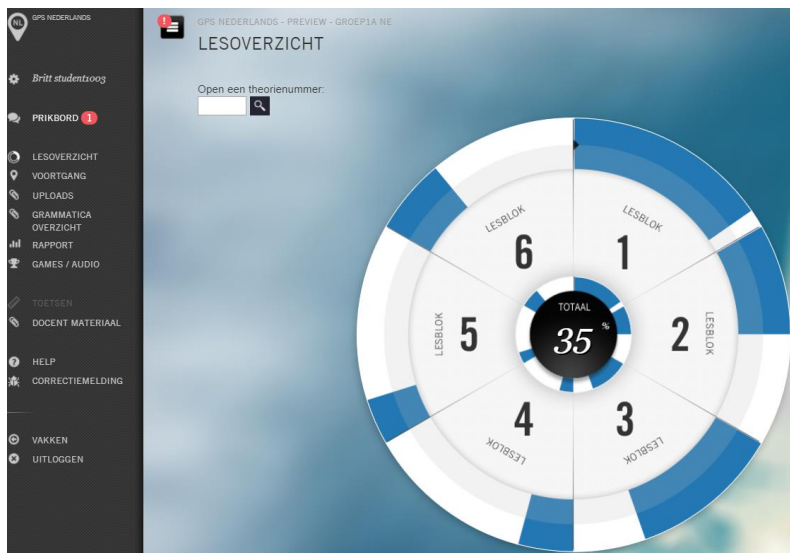 NL
GPS NEDERLANDS
Britt student1003
PRIKBORD 1
LESOVERZICHT
VOORTGANG
UPLOADS
GRAMMATICA
OVERZICHT
RAPPORT
GAMES / AUDIO
TOETSEN
DOCENT MATERIAAL
HELP
CORRECTIEMELDING
VAKKEN
UITLOGGEN
!
GPS NEDERLANDS - PREVIEW - GROEP1A NE
LESOVERZICHT
Open een theorienummer:
LESBLOK
6
LESBLOK
1
LESBLOK
5
TOTAAL
35 %
2
LESBLOK
4
LESBLOK
3
LESBLOK